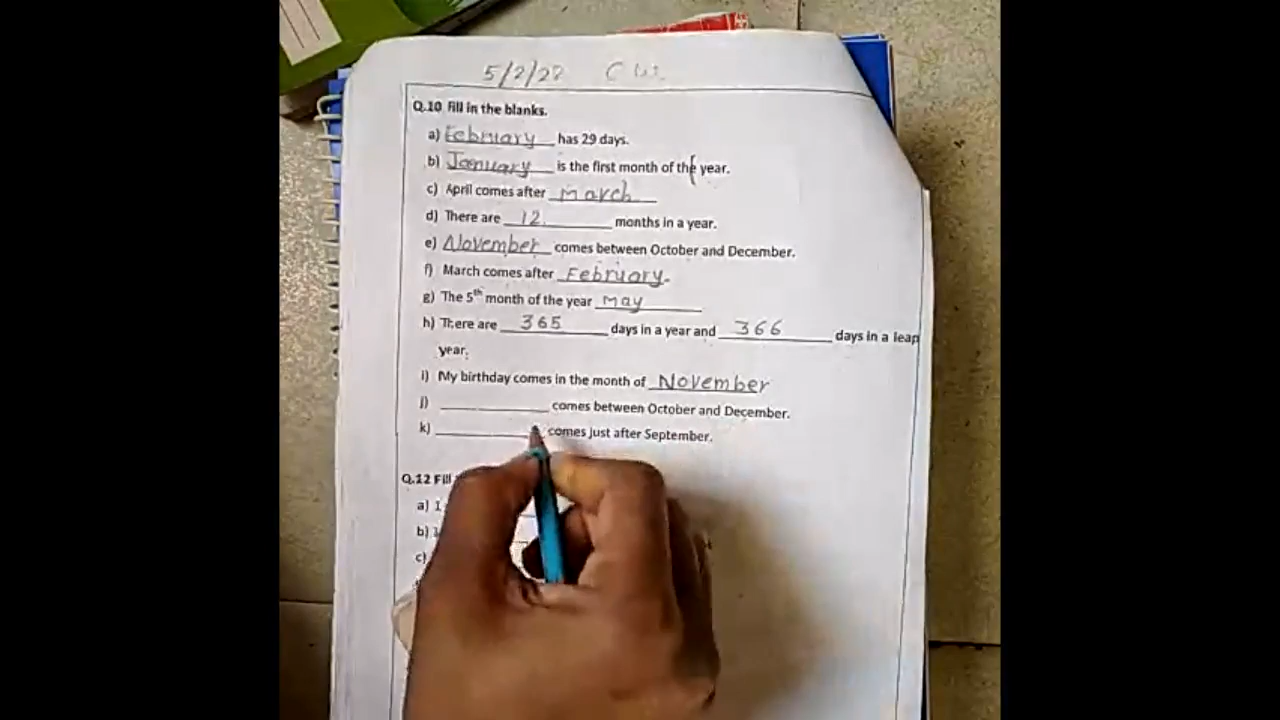 5/2/22 C W.
Q.10 Fill in the blanks.
a) February has 29 days.
b) January is the first month of the year.
c) April comes after march
d) There are 12 months in a year.
e) November comes between October and December.
f) March comes after February.
g) The 5th month of the year may
h) There are 365 days in a year and 366 days in a leap
year.
i) My birthday comes in the month of November
j) ____________ comes between October and December.
k) ____________ comes just after September.
Q.12 Fill
a) I
b)
c)